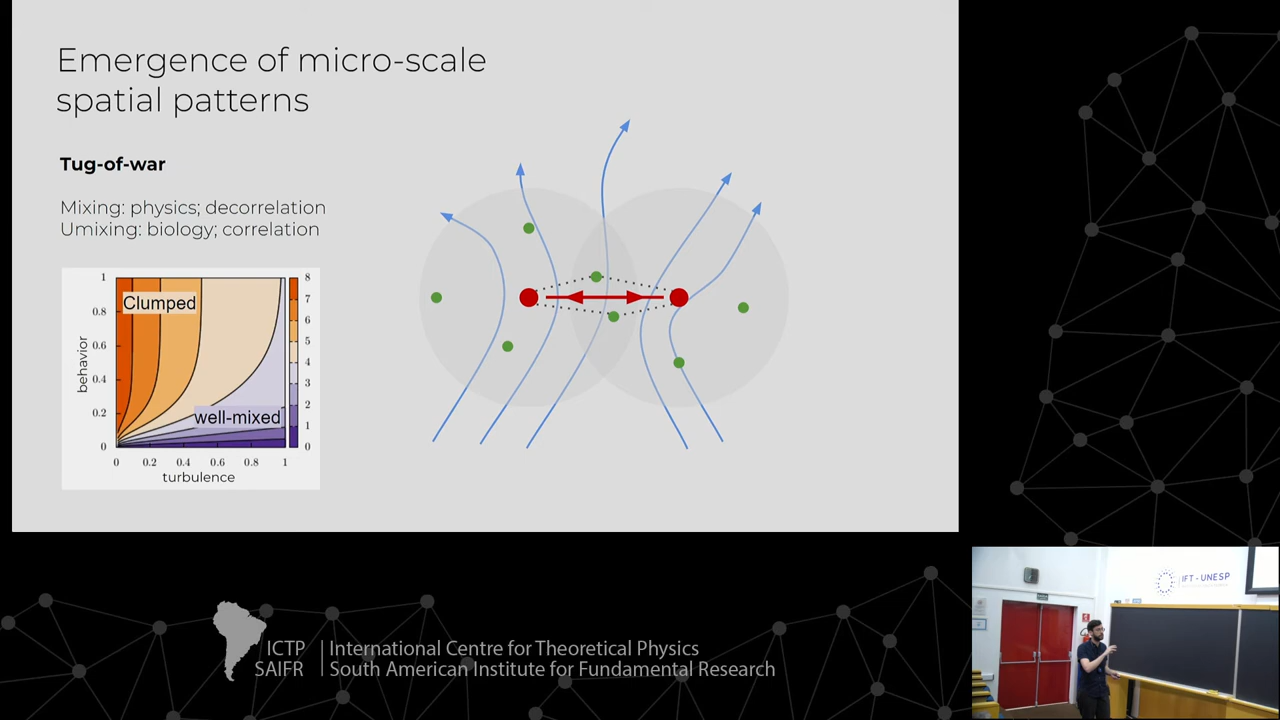 Emergence of micro-scale
spatial patterns
Tug-of-war
Mixing: physics; decorrelation
Umixing: biology; correlation
Clumped
well-mixed
behavior
1
0.8
0.6
0.4
0.2
0
0 0.2 0.4 0.6 0.8 1
turbulence
8
7
6
5
4
3
2
1
0
IFT - UNESP
ICTP
SAIFR
International Centre for Theoretical Physics
South American Institute for Fundamental Research